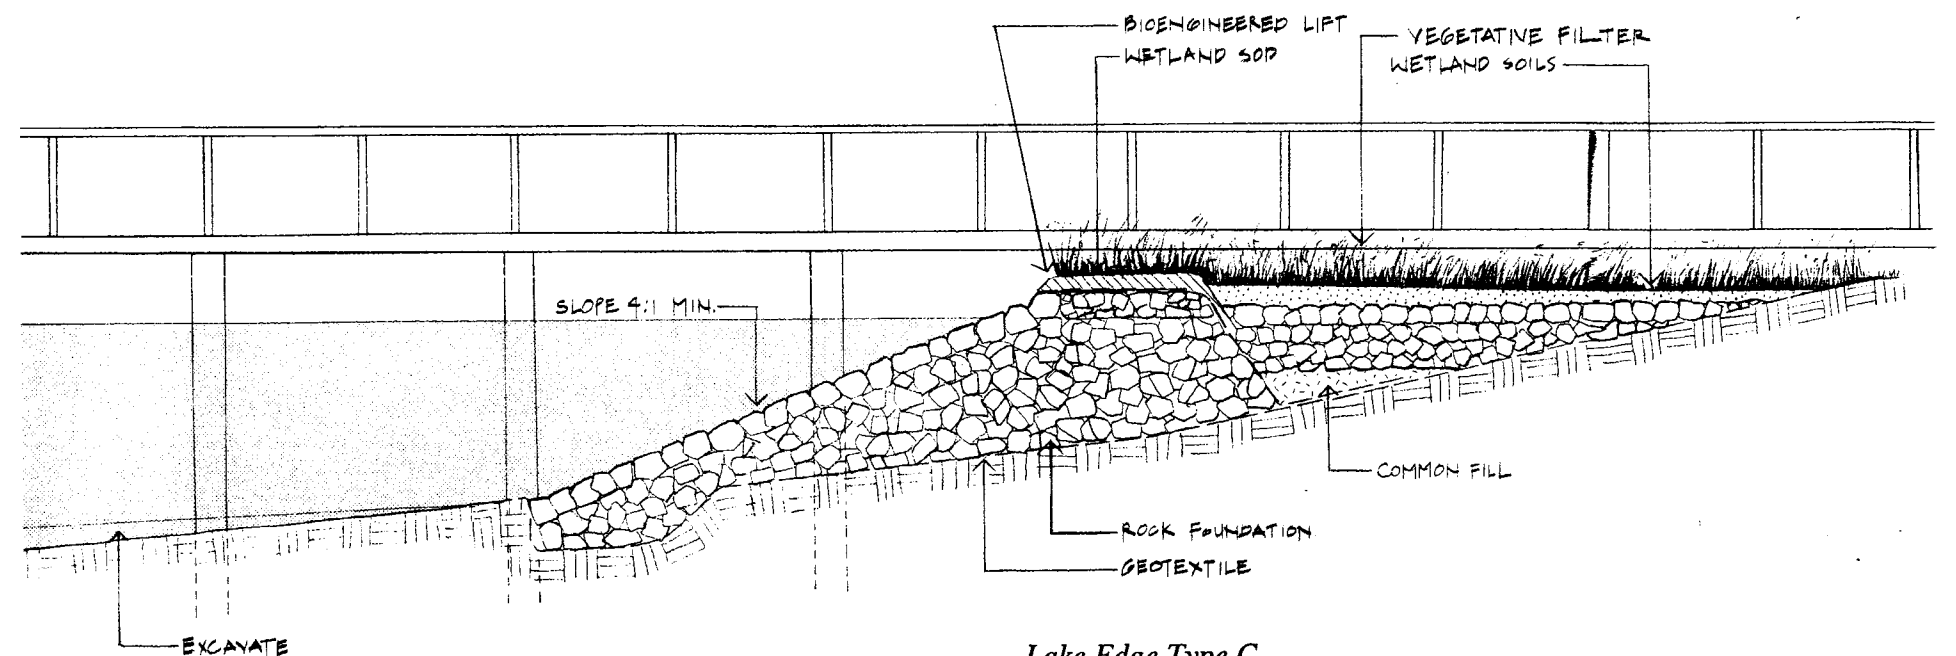 BIOENGINEERED LIFT
WETLAND SOD
VEGETATIVE FILTER
WETLAND SOILS
SLOPE 4:1 MIN.
COMMON FILL
ROCK FOUNDATION
GEOTEXTILE
EXCAVATE
Lake Edge Type C